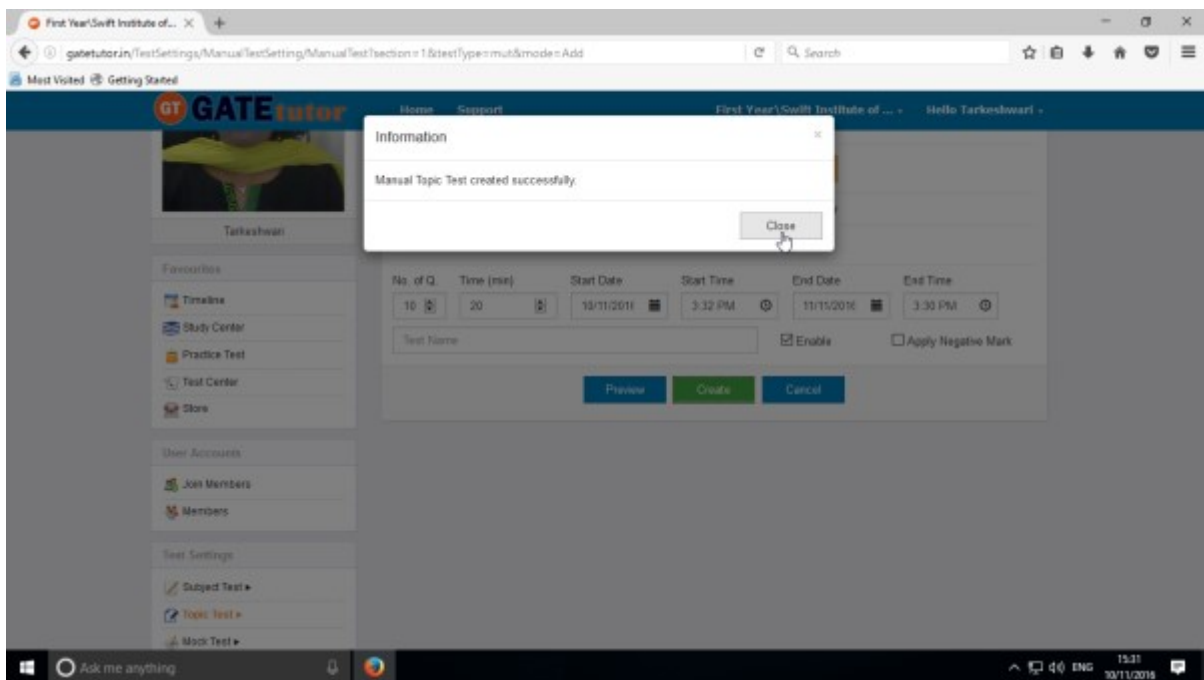 First Year\Swift Institute of...
gatetutor.in/TestSettings/ManualTestSetting/ManualTest?section=1&testType=mut&mode=Add
Search
Most Visited Getting Started
GT GATEtutor Home Support First Year\Swift Institute of ... Hello Tarkeshwari
Information
Manual Topic Test created successfully.
Close
Tarkeshwari
Favourites
Timeline
Study Center
Practice Test
Test Center
Store
User Accounts
Join Members
Members
Test Settings
Subject Test
Topic Test
Mock Test
No. of Q. Time (min) Start Date Start Time End Date End Time
10 20 10/11/2016 3:32 PM 11/11/2016 3:30 PM
Test Name Enable Apply Negative Mark
Preview Create Cancel
Ask me anything
ENG 15:31
10/11/2016